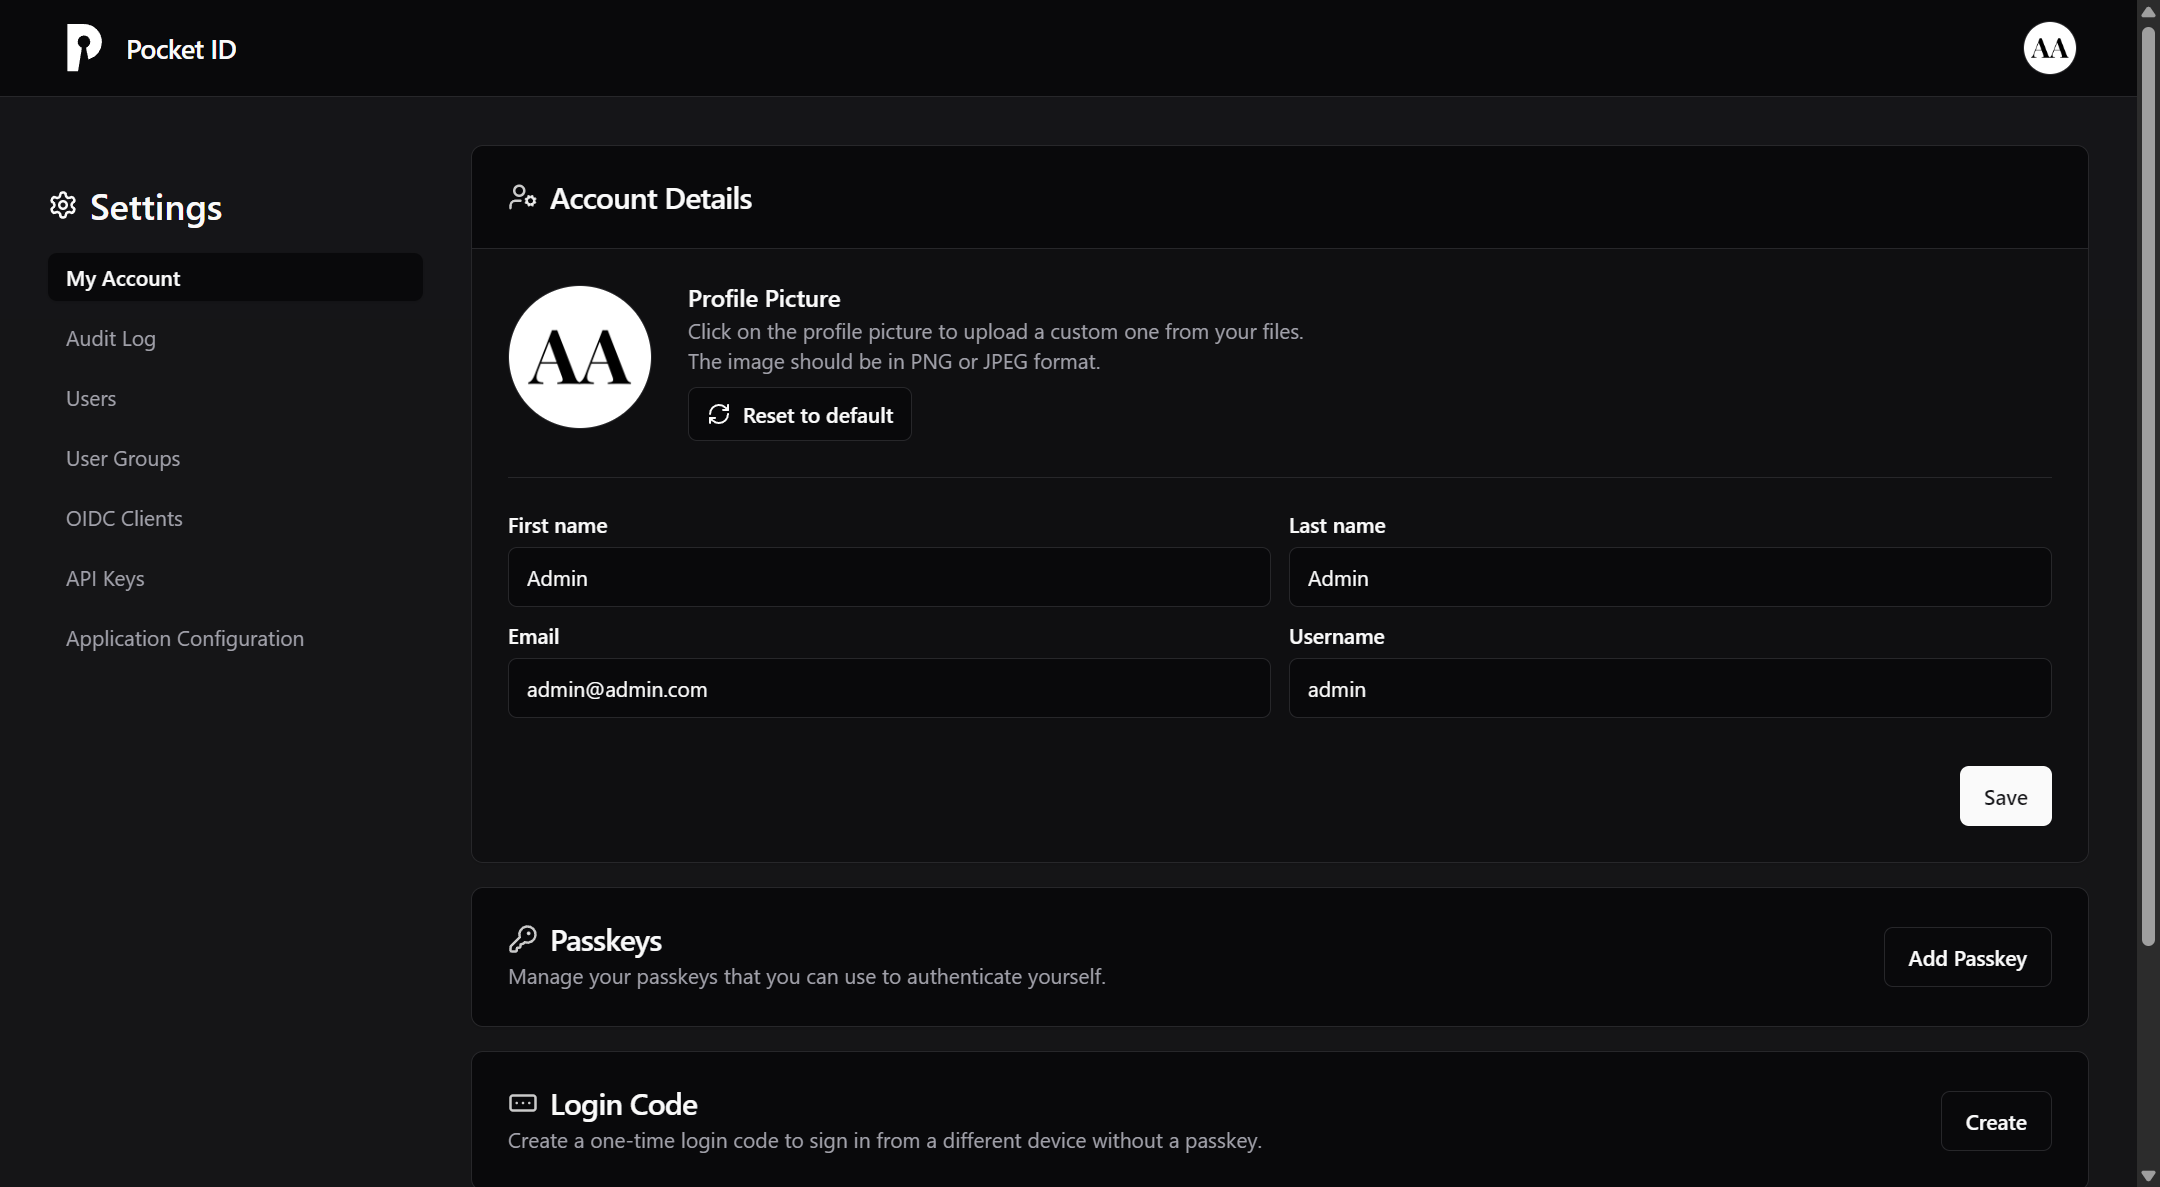 Pocket ID
AA
Settings
My Account
Audit Log
Users
User Groups
OIDC Clients
API Keys
Application Configuration
Account Details
AA
Profile Picture
Click on the profile picture to upload a custom one from your files.
The image should be in PNG or JPEG format.
Reset to default
First name
Admin
Last name
Admin
Email
admin@admin.com
Username
admin
Save
Passkeys
Manage your passkeys that you can use to authenticate yourself.
Add Passkey
Login Code
Create a one-time login code to sign in from a different device without a passkey.
Create